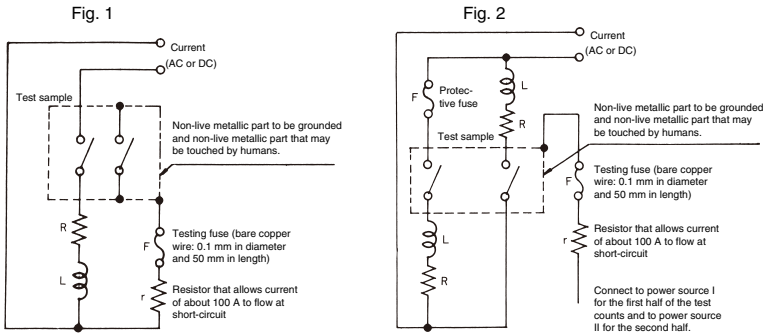 Fig. 1
Current
(AC or DC)
Test sample
Non-live metallic part to be grounded
and non-live metallic part that may
be touched by humans.
R
L
F
Testing fuse (bare copper
wire: 0.1 mm in diameter
and 50 mm in length)
r
Resistor that allows current
of about 100 A to flow at
short-circuit
Fig. 2
Current
(AC or DC)
F
Protec-
tive fuse
L
R
Test sample
Non-live metallic part to be grounded
and non-live metallic part that may
be touched by humans.
F
Testing fuse (bare copper
wire: 0.1 mm in diameter
and 50 mm in length)
L
R
r
Resistor that allows current
of about 100 A to flow at
short-circuit
Connect to power source I
for the first half of the test
counts and to power source
II for the second half.